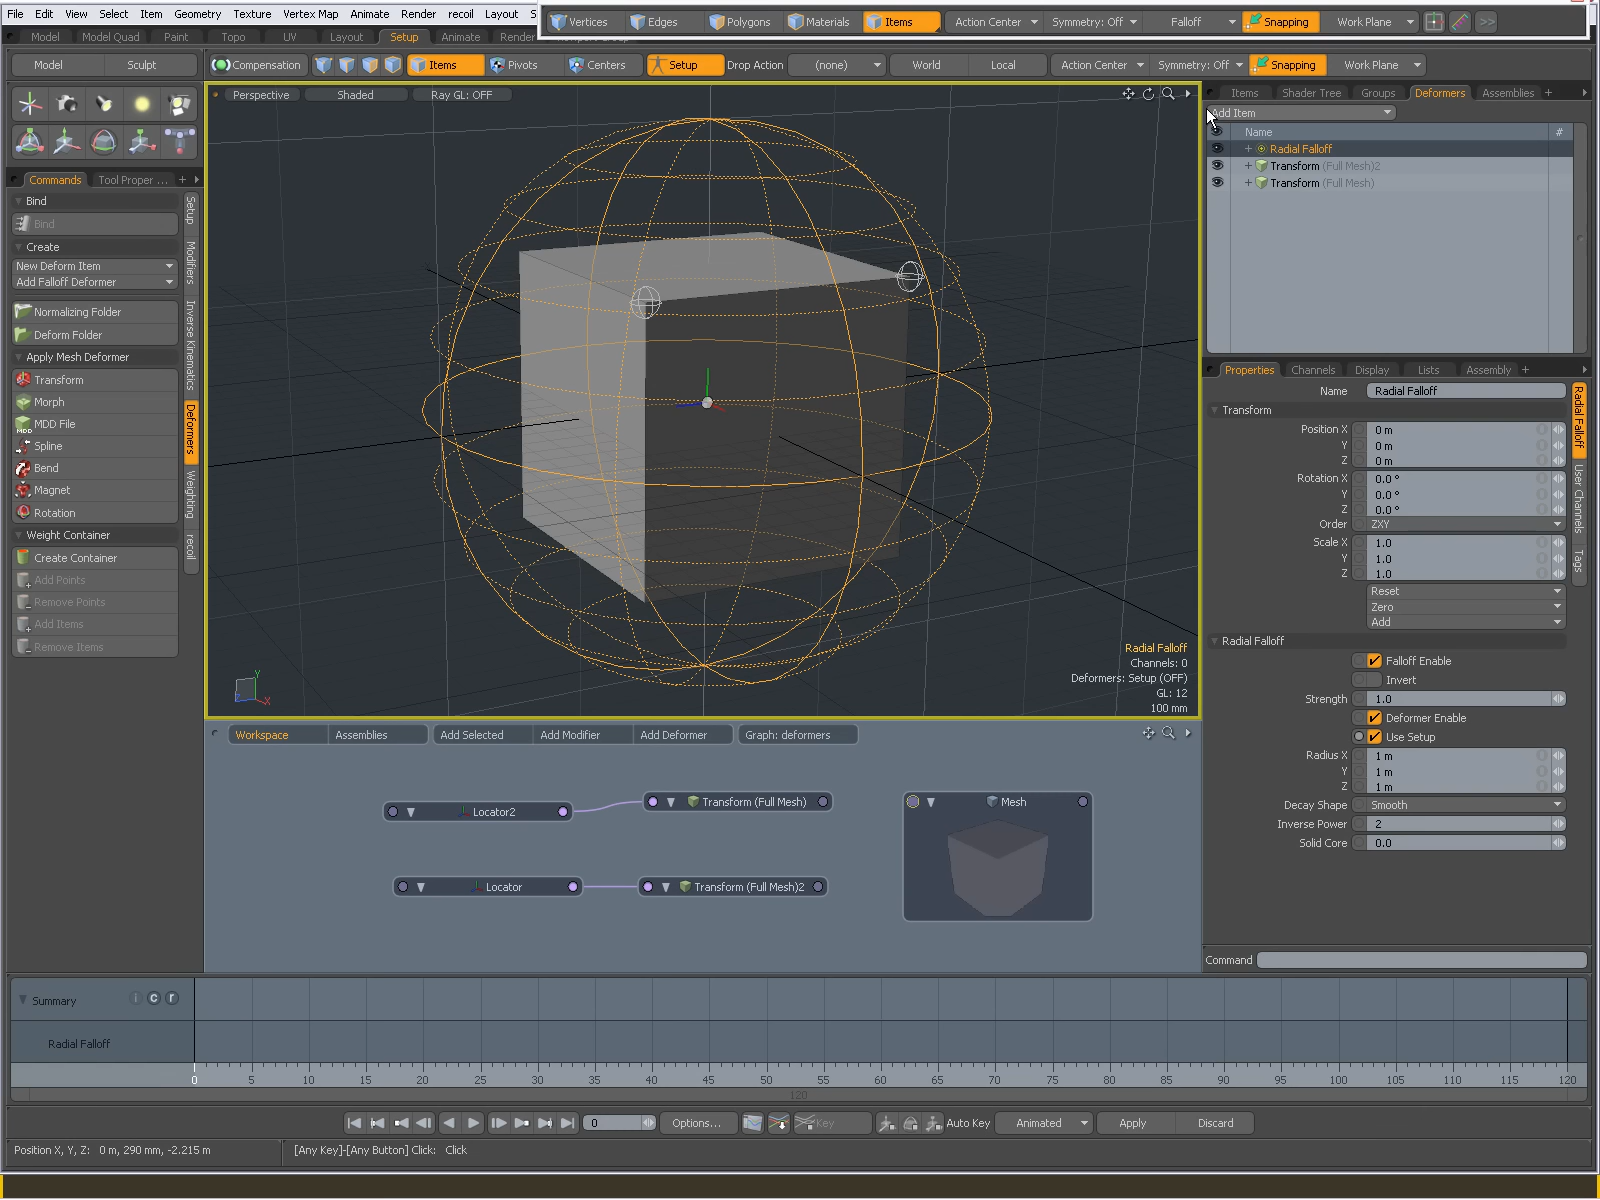 File Edit View Select Item Geometry Texture Vertex Map Animate Render recoil Layout S
Vertices Edges Polygons Materials Items Action Center Symmetry: Off Falloff Snapping Work Plane >>
Model Model Quad Paint Topo UV Layout Setup Animate Render
Model Sculpt Compensation Items Pivots Centers Setup Drop Action (none) World Local Action Center Symmetry: Off Snapping Work Plane
Perspective Shaded Ray GL: OFF
Items Shader Tree Groups Deformers Assemblies +
Add Item
Name #
Radial Falloff
Transform (Full Mesh)2
Transform (Full Mesh)
Commands Tool Proper ... +
Bind
Bind
Create
New Deform Item
Add Falloff Deformer
Normalizing Folder
Deform Folder
Apply Mesh Deformer
Transform
Morph
MDD File
MDD
Spline
Bend
Magnet
Rotation
Weight Container
Create Container
Add Points
Remove Points
Add Items
Remove Items
Setup
Modifiers
Inverse Kinematics
Deformers
Weighting
recoil
Radial Falloff
Channels: 0
Deformers: Setup (OFF)
GL: 12
100 mm
Y
X
Z
Properties Channels Display Lists Assembly +
Name Radial Falloff
Transform
Position X 0 m
Y 0 m
Z 0 m
Rotation X 0.0 °
Y 0.0 °
Z 0.0 °
Order ZXY
Scale X 1.0
Y 1.0
Z 1.0
Reset
Zero
Add
Radial Falloff
Falloff Enable
Invert
Strength 1.0
Deformer Enable
Use Setup
Radius X 1 m
Y 1 m
Z 1 m
Decay Shape Smooth
Inverse Power 2
Solid Core 0.0
Radial Falloff
User Channels
Tags
Workspace Assemblies Add Selected Add Modifier Add Deformer Graph: deformers
Locator2 Transform (Full Mesh) Mesh
Locator Transform (Full Mesh)2
Command
Summary i c r
Radial Falloff
0 5 10 15 20 25 30 35 40 45 50 55 60 65 70 75 80 85 90 95 100 105 110 115 120
120
0 Options... Key Auto Key Animated Apply Discard
Position X, Y, Z: 0 m, 290 mm, -2.215 m [Any Key]-[Any Button] Click: Click